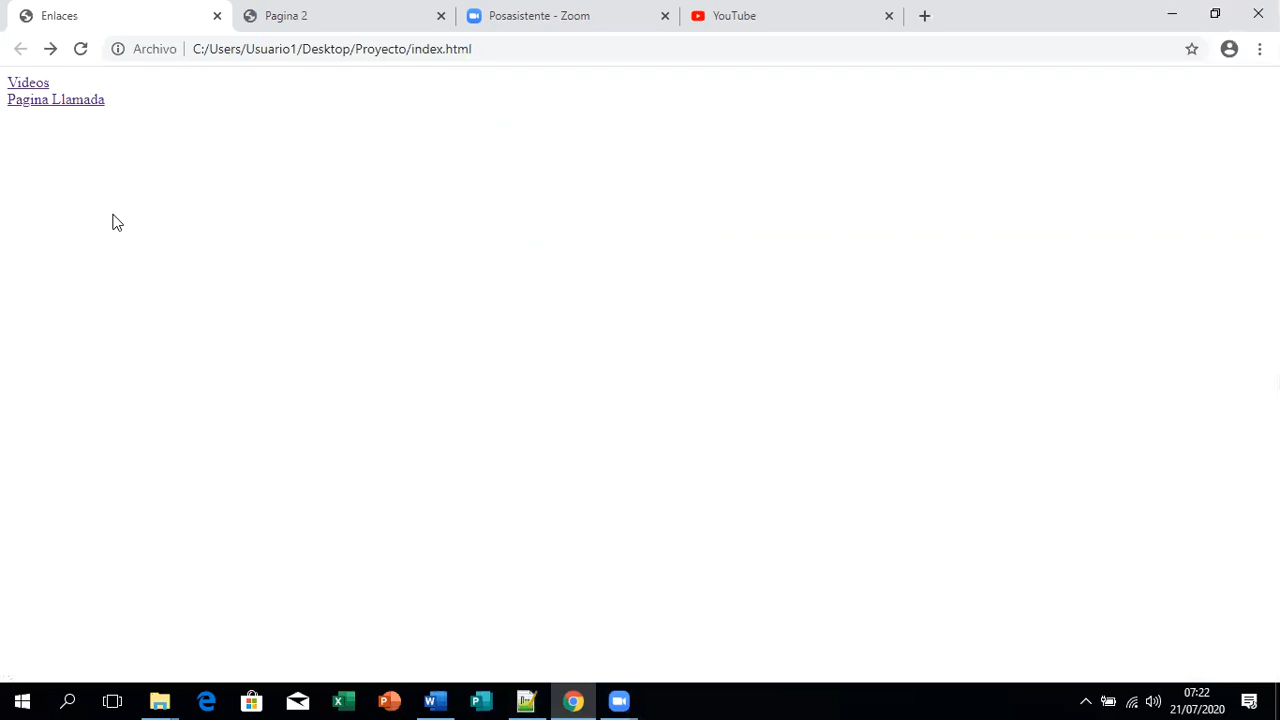 Enlaces
Pagina 2
Posasistente - Zoom
YouTube
Archivo
C:/Users/Usuario1/Desktop/Proyecto/index.html
Videos
Pagina Llamada
07:22
21/07/2020